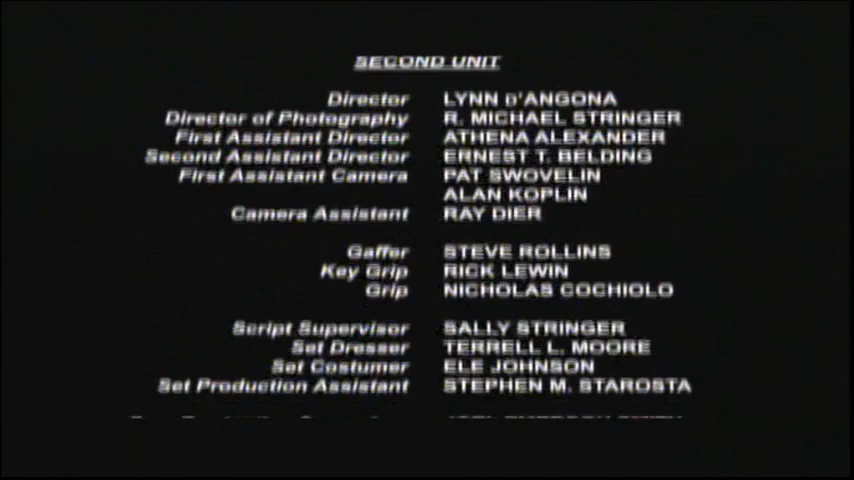 SECOND UNIT
Director LYNN D'ANGONA
Director of Photography R. MICHAEL STRINGER
First Assistant Director ATHENA ALEXANDER
Second Assistant Director ERNEST T. BELDING
First Assistant Camera PAT SWOVELIN
ALAN KOPLIN
Camera Assistant RAY DIER
Gaffer STEVE ROLLINS
Key Grip RICK LEWIN
Grip NICHOLAS COCHIOLO
Script Supervisor SALLY STRINGER
Set Dresser TERRELL L. MOORE
Set Costumer ELE JOHNSON
Set Production Assistant STEPHEN M. STAROSTA